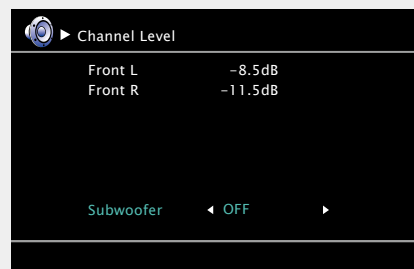 Channel Level
Front L -8.5dB
Front R -11.5dB
Subwoofer OFF